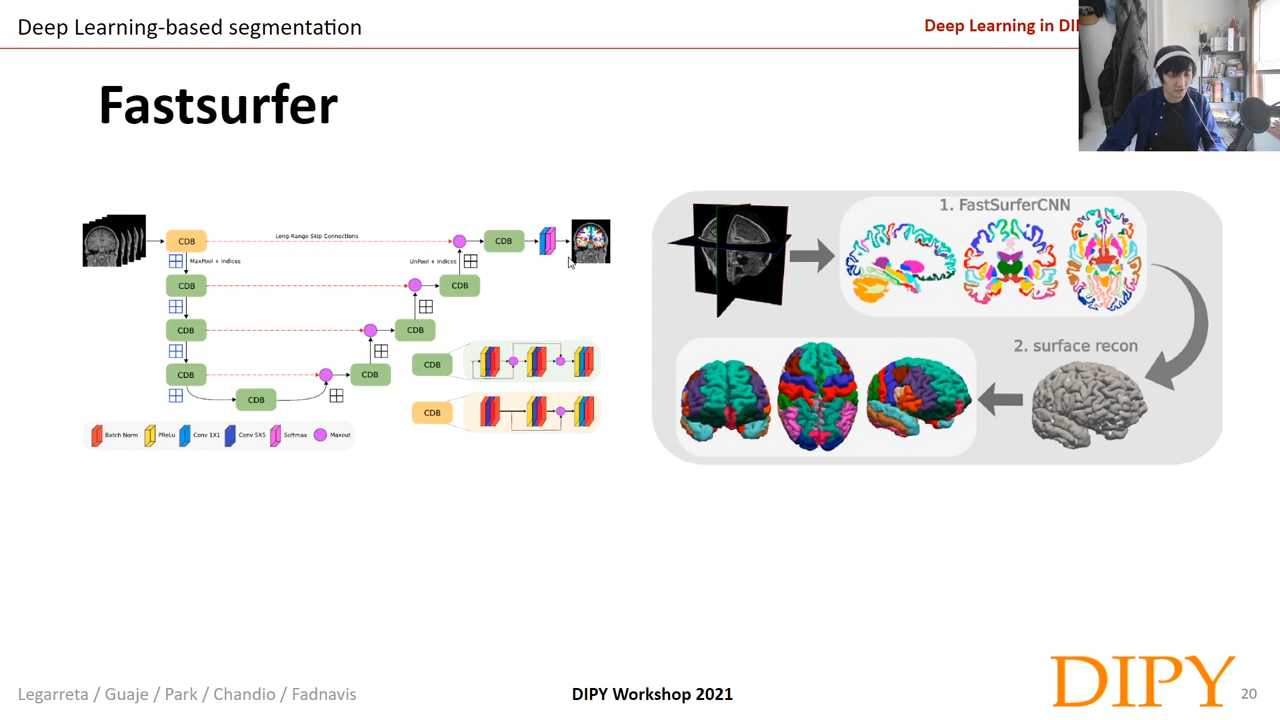 Deep Learning-based segmentation
Deep Learning in DI
Fastsurfer
CDB
Long-Range Skip Connections
CDB
MaxPool + Indices
UnPool + Indices
CDB
CDB
CDB
CDB
CDB
CDB
CDB
CDB
CDB
Batch Norm
PReLu
Conv 1X1
Conv 5X5
Softmax
Maxout
1. FastSurferCNN
2. surface recon
Legarreta / Guaje / Park / Chandio / Fadnavis
DIPY Workshop 2021
DIPY
20